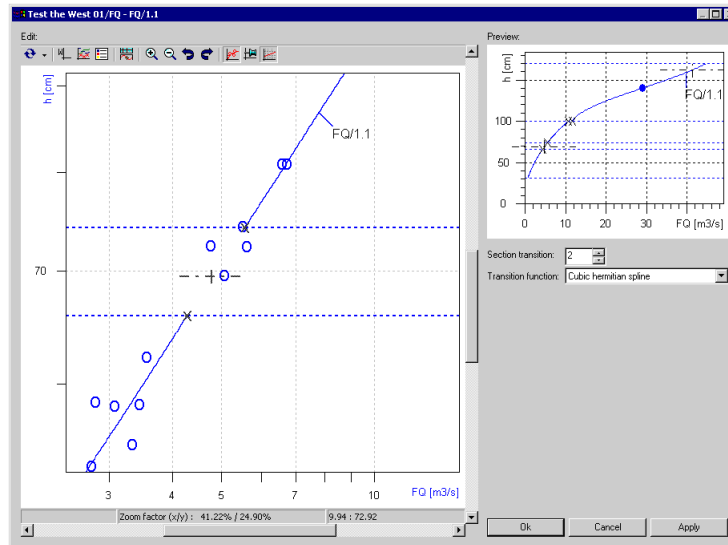 Test the West 01/FQ - FQ/1.1
Edit:
Preview:
h [cm]
FQ/1.1
70
3 4 5 7 10
FQ [m3/s]
Zoom factor (x/y) : 41.22% / 24.90%
9.94 : 72.92
h [cm]
100
50
0
FQ/1.1
0 10 20 30 40
FQ [m3/s]
Section transition: 2
Transition function: Cubic hermitian spline
Ok Cancel Apply